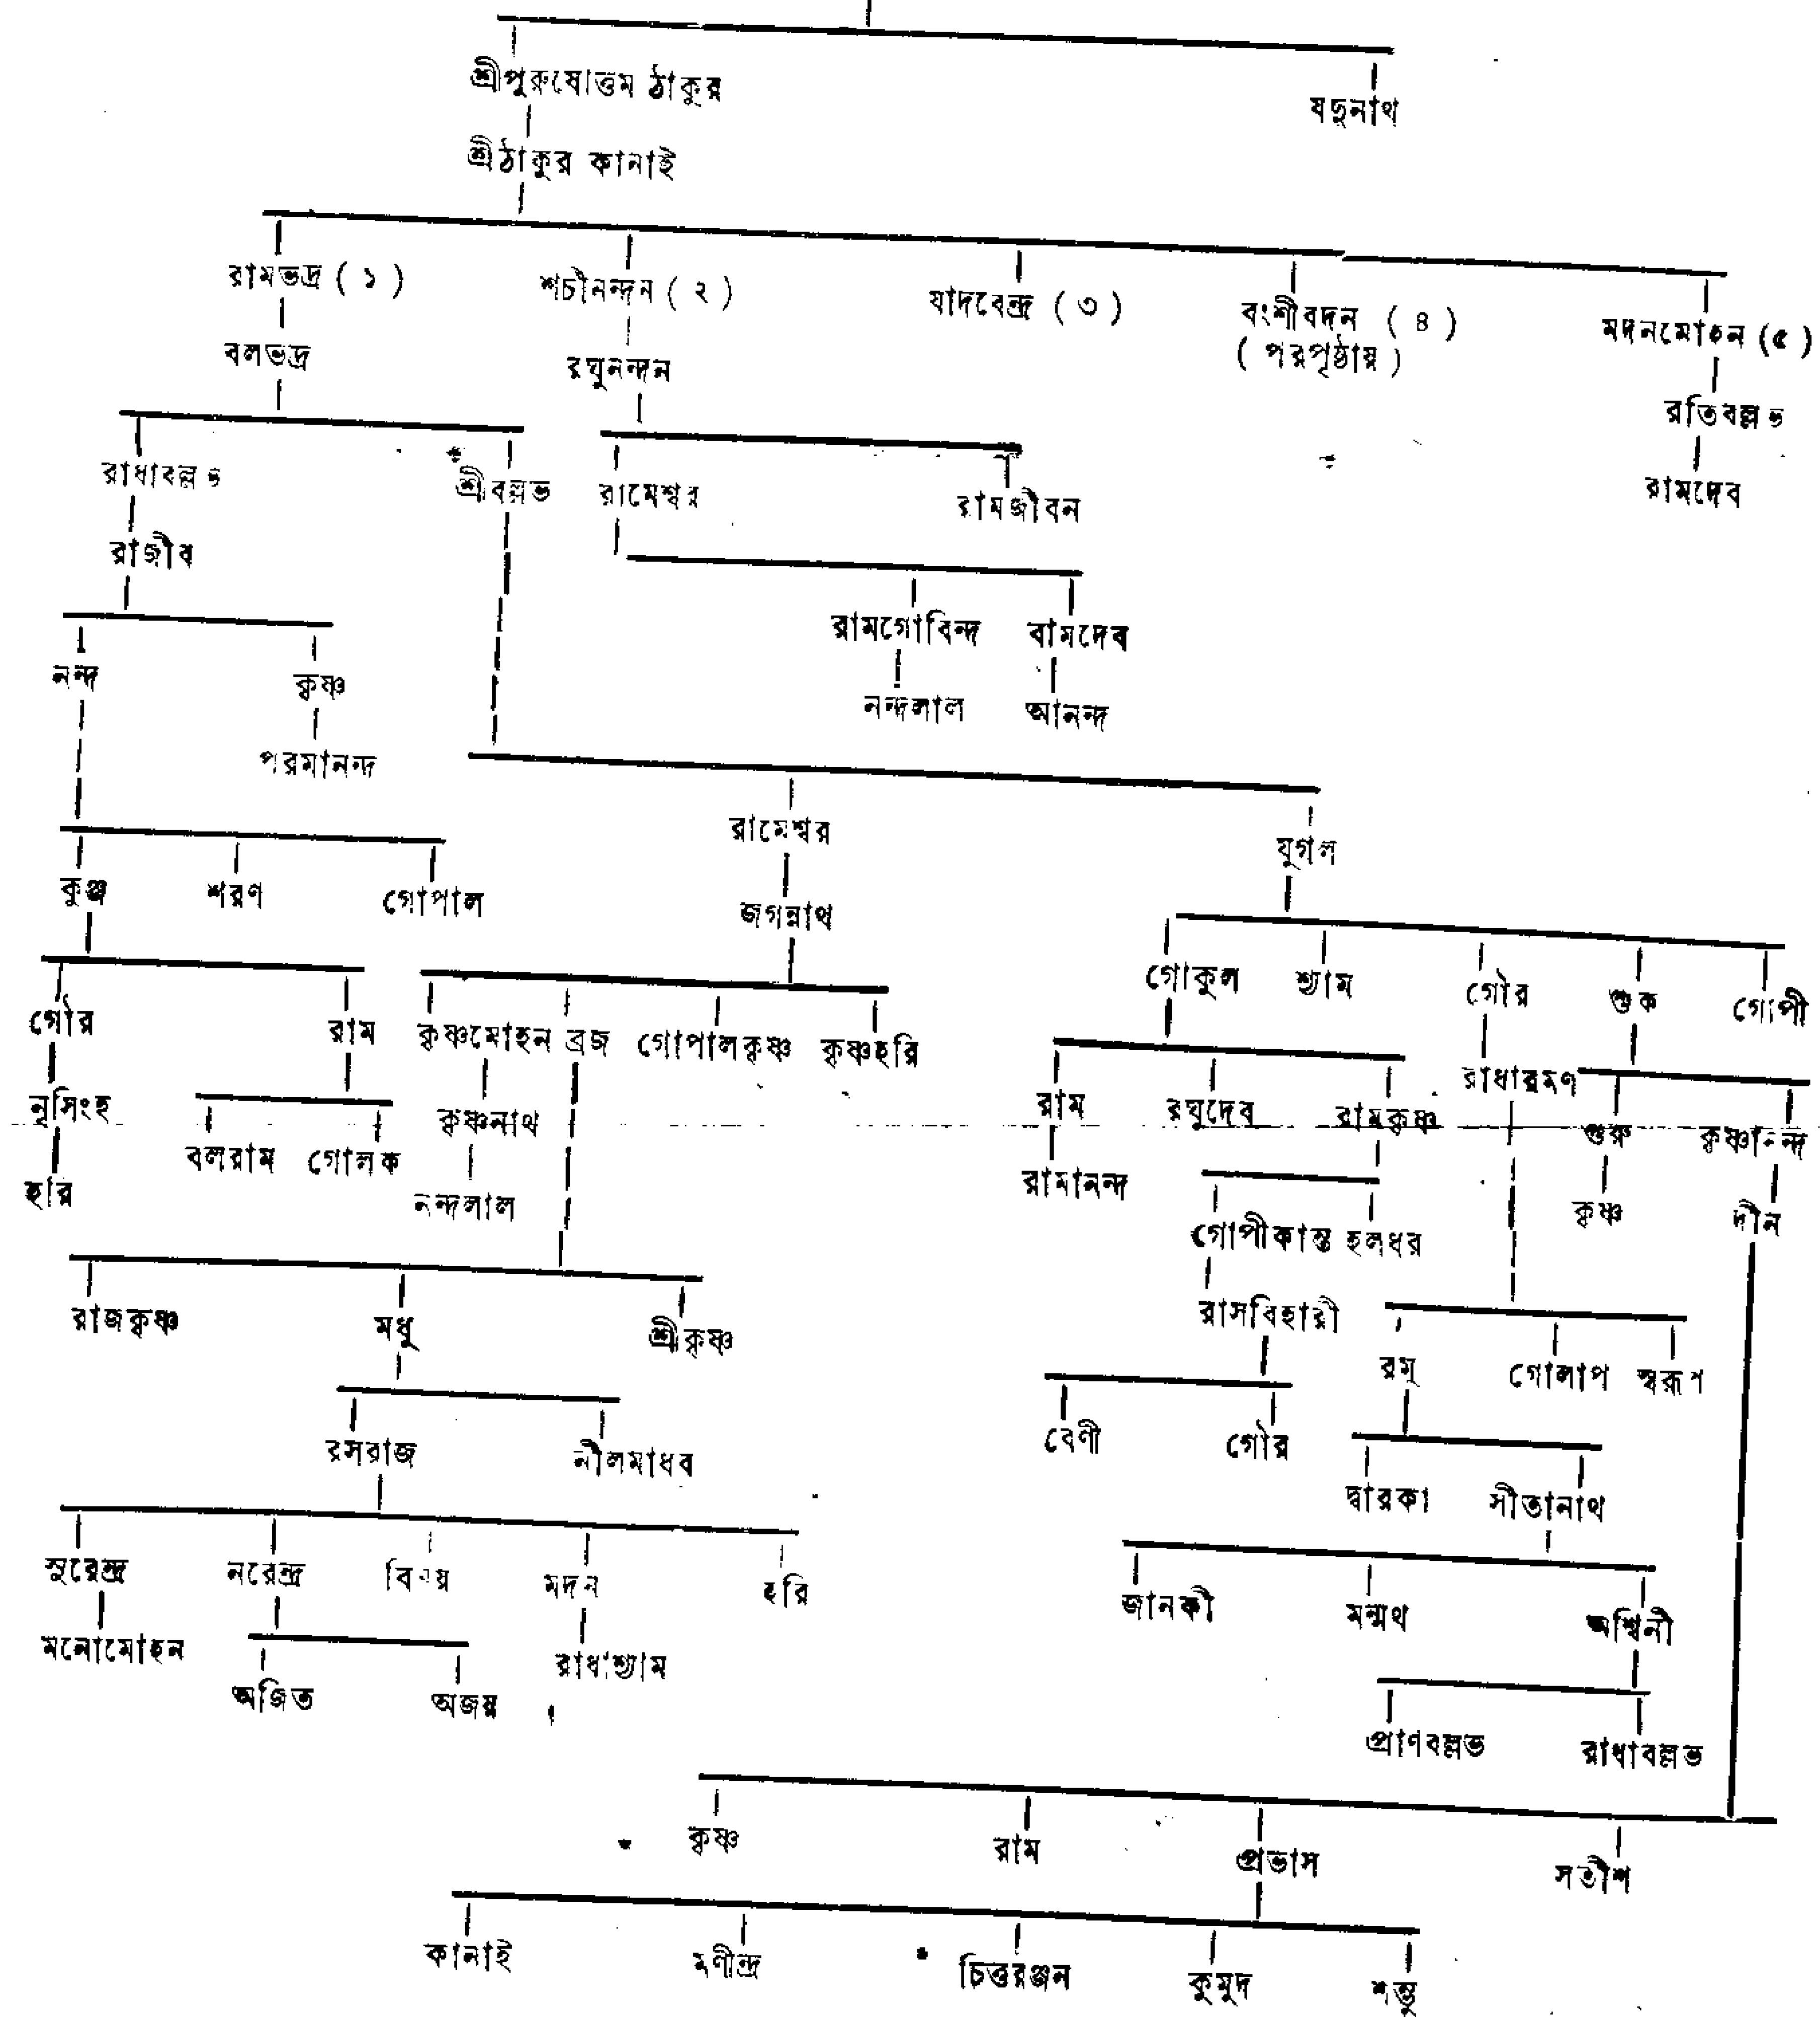 শ্রীপুরুষোত্তম ঠাকুর
যদুনাথ
শ্রীঠাকুর কানাই
রামভদ্র ( ১ ) শচীনন্দন ( ২ ) যাদবেন্দ্র ( ৩ ) বংশীবদন ( ৪ ) মদনমোহন ( ৫ )
( পরপৃষ্ঠায় )
বলভদ্র রঘুনন্দন রতিবল্লভ
রাধাবল্লভ শ্রীবল্লভ রামেশ্বর রামজীবন রামদেব
রাজীব
রামগোবিন্দ রামদেব
নন্দ কৃষ্ণ নন্দলাল আনন্দ
পরমানন্দ
রামেশ্বর যুগল
কুঞ্জ শরণ গোপাল জগন্নাথ
গোকুল শ্যাম গৌর শুক গোপী
গৌর রাম কৃষ্ণমোহন ব্রজ গোপালকৃষ্ণ কৃষ্ণহরি
রাধারমণ
নৃসিংহ কৃষ্ণনাথ রাম রঘুদেব রামকৃষ্ণ গুরু কৃষ্ণানন্দ
বলরাম গোলক রামানন্দ
হরি নন্দলাল গোপীকান্ত হলধর কৃষ্ণ দীন
রাজকৃষ্ণ মধু শ্রীকৃষ্ণ রাসবিহারী
রঘু গোলাপ স্বরূপ
রসরাজ নীলমাধব বেণী গৌর
দ্বারকা সীতানাথ
সুরেন্দ্র নরেন্দ্র মদন হরি
জানকী মন্মথ অশ্বিনী
মনোমোহন রাধাশ্যাম
অজিত অজয়
প্রাণবল্লভ রাধাবল্লভ
কৃষ্ণ রাম প্রভাস সতীশ
কানাই মণীন্দ্র চিত্তরঞ্জন কুমুদ শম্ভু